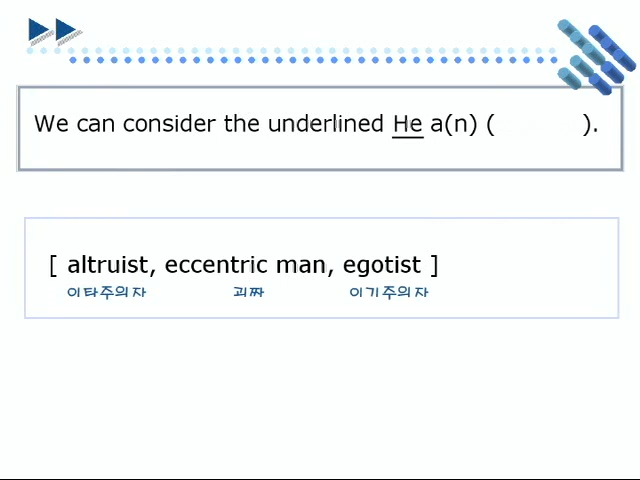 We can consider the underlined He a(n) (        ).
[ altruist, eccentric man, egotist ]
이타주의자 괴짜 이기주의자